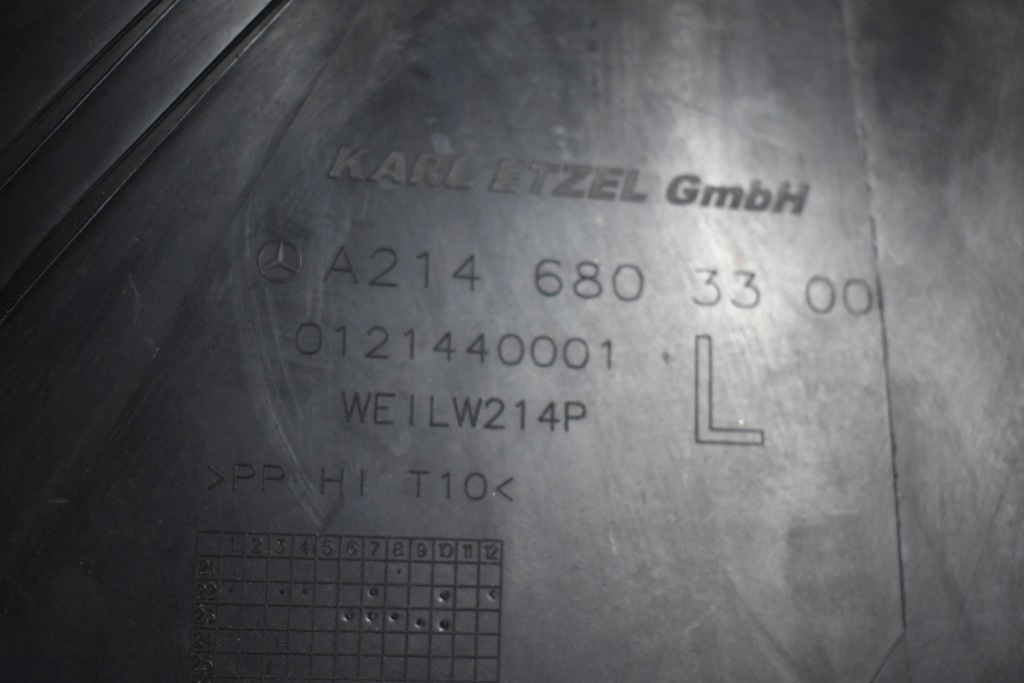 KARL ETZEL GmbH
A214 680 33 00
0121440001
L
WEILW214P
>PP HI T10<
1 2 3 4 5 6 7 8 9 10 11 12